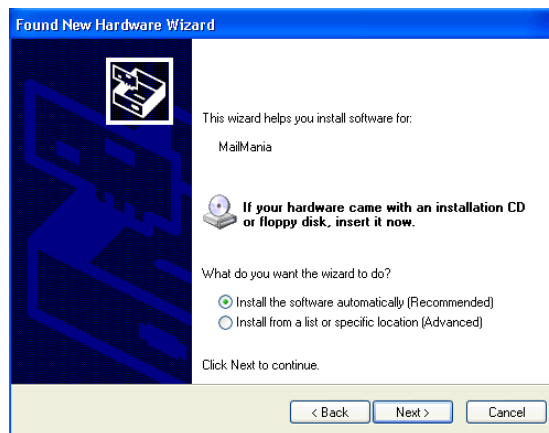 Found New Hardware Wizard
This wizard helps you install software for:
MailMania
If your hardware came with an installation CD
or floppy disk, insert it now.
What do you want the wizard to do?
Install the software automatically (Recommended)
Install from a list or specific location (Advanced)
Click Next to continue.
< Back Next > Cancel